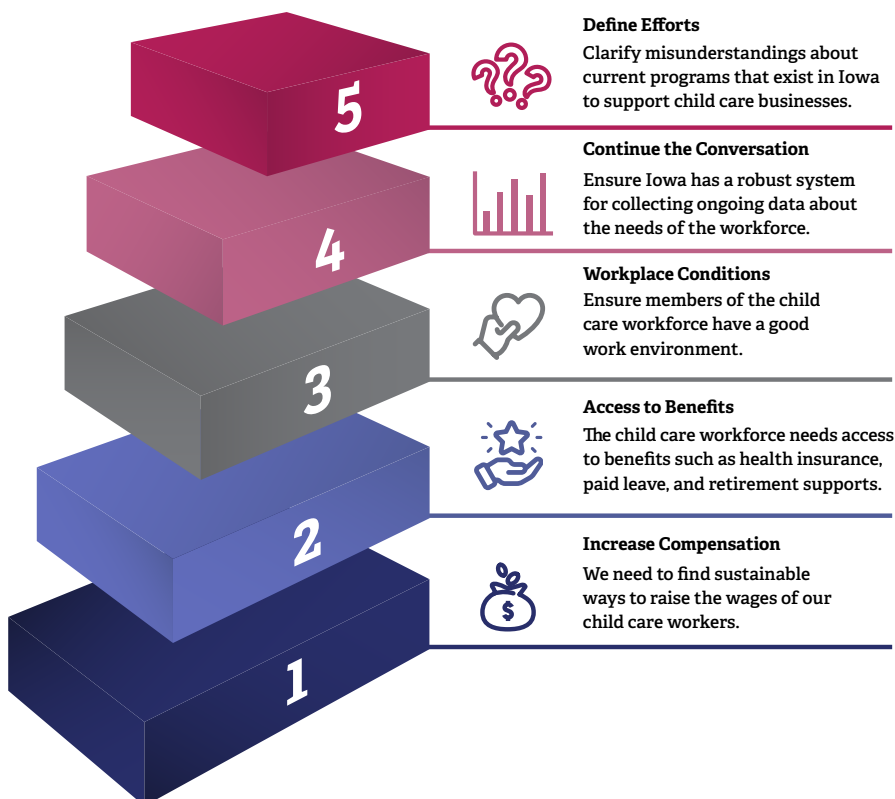 5
Define Efforts
Clarify misunderstandings about
current programs that exist in Iowa
to support child care businesses.
4
Continue the Conversation
Ensure Iowa has a robust system
for collecting ongoing data about
the needs of the workforce.
3
Workplace Conditions
Ensure members of the child
care workforce have a good
work environment.
2
Access to Benefits
The child care workforce needs access
to benefits such as health insurance,
paid leave, and retirement supports.
1
Increase Compensation
We need to find sustainable
ways to raise the wages of our
child care workers.
$